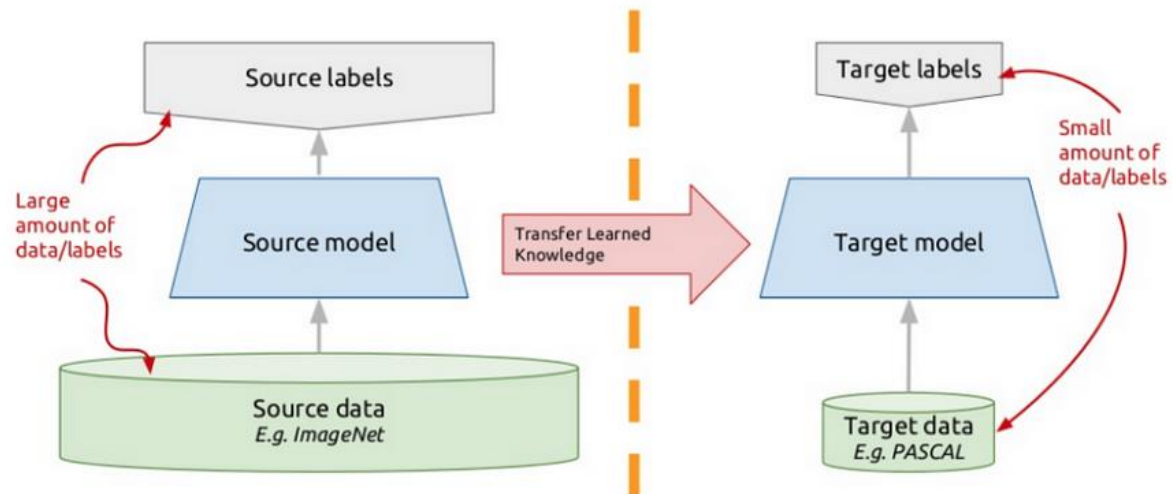 Source labels
Large
amount of
data/labels
Source model
Source data
E.g. ImageNet
Transfer Learned
Knowledge
Target labels
Small
amount of
data/labels
Target model
Target data
E.g. PASCAL